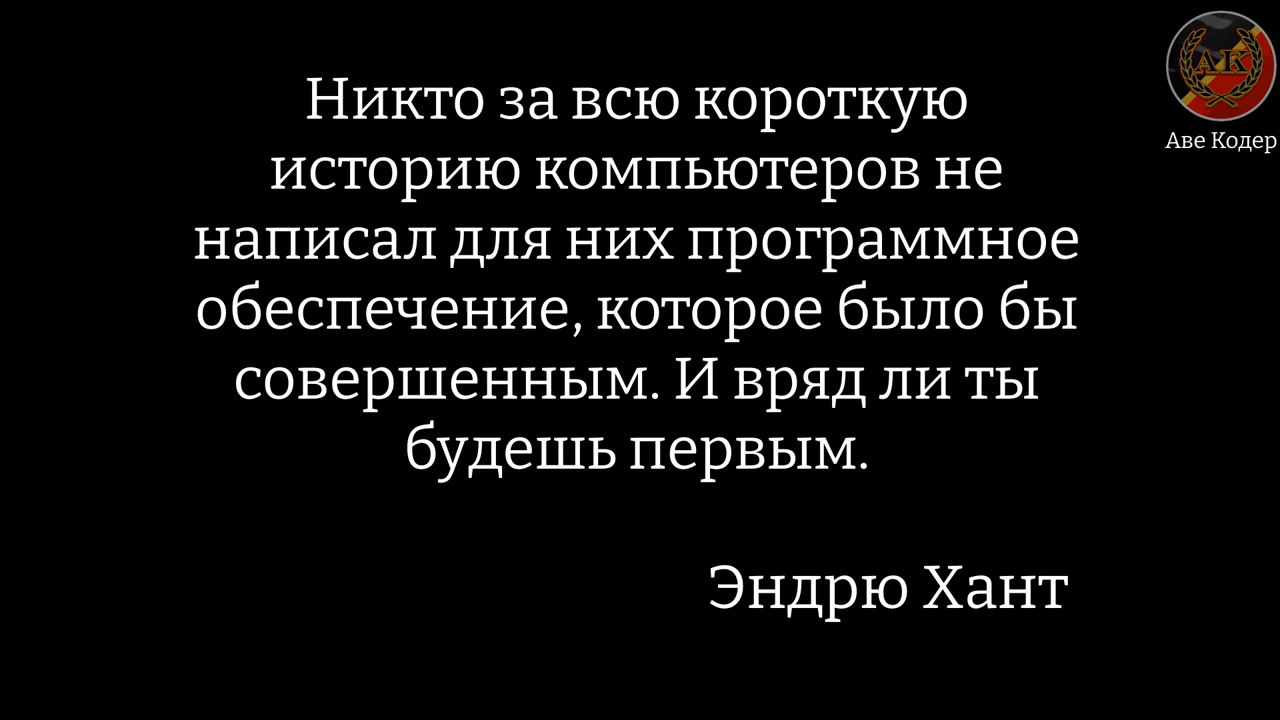 АК
Аве Кодер
Никто за всю короткую
историю компьютеров не
написал для них программное
обеспечение, которое было бы
совершенным. И вряд ли ты
будешь первым.
Эндрю Хант